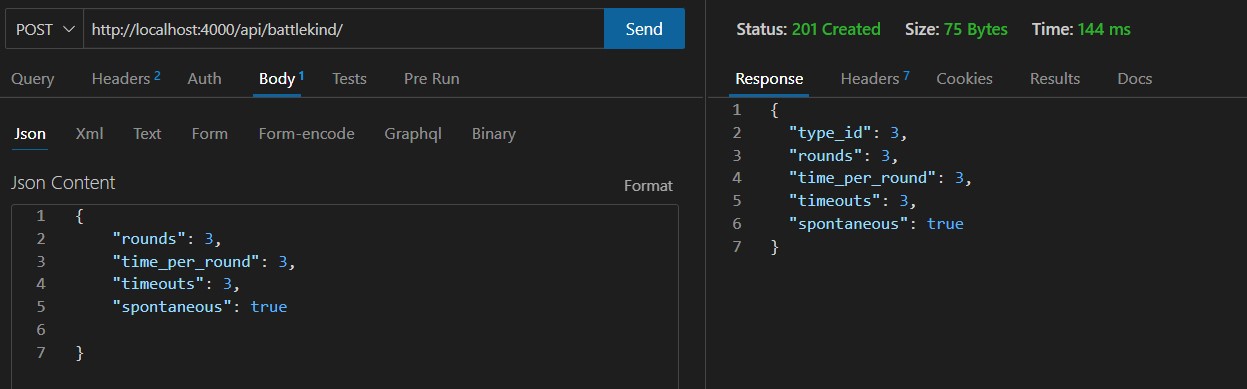 POST http://localhost:4000/api/battlekind/ Send
Query Headers 2 Auth Body 1 Tests Pre Run
Json Xml Text Form Form-encode Graphql Binary
Json Content
Format
1 {
2 "rounds": 3,
3 "time_per_round": 3,
4 "timeouts": 3,
5 "spontaneous": true
6
7 }
Status: 201 Created Size: 75 Bytes Time: 144 ms
Response Headers 7 Cookies Results Docs
1 {
2 "type_id": 3,
3 "rounds": 3,
4 "time_per_round": 3,
5 "timeouts": 3,
6 "spontaneous": true
7 }